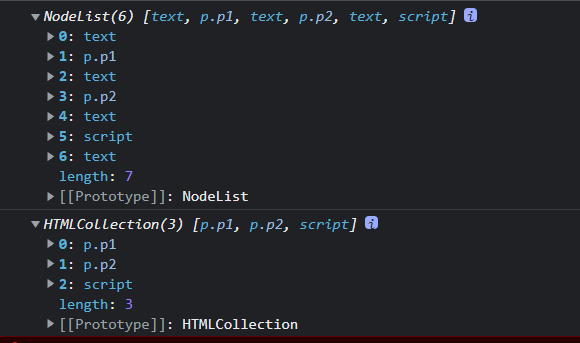 ▼ NodeList(6) [text, p.p1, text, p.p2, text, script] i
▶ 0: text
▶ 1: p.p1
▶ 2: text
▶ 3: p.p2
▶ 4: text
▶ 5: script
▶ 6: text
length: 7
▶ [[Prototype]]: NodeList
▼ HTMLCollection(3) [p.p1, p.p2, script] i
▶ 0: p.p1
▶ 1: p.p2
▶ 2: script
length: 3
▶ [[Prototype]]: HTMLCollection